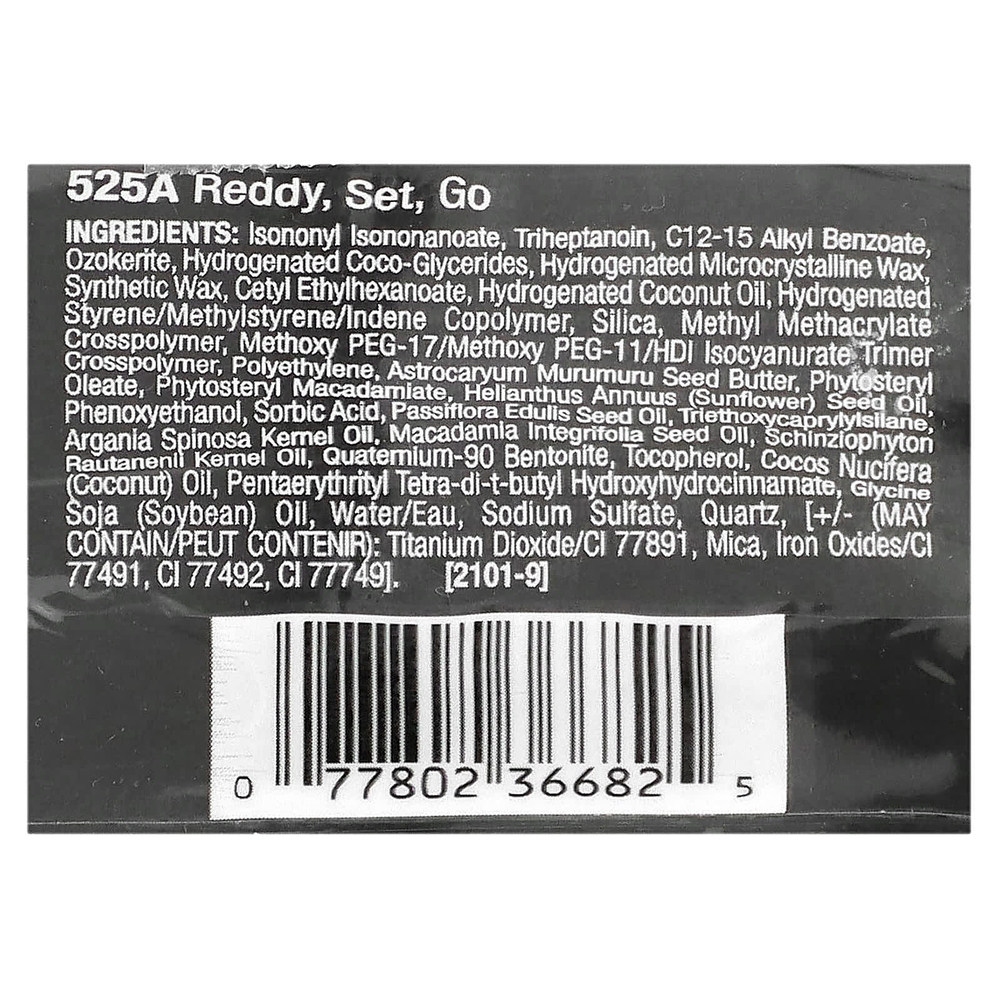 525A Reddy, Set, Go
INGREDIENTS: Isononyl Isononanoate, Triheptanoin, C12-15 Alkyl Benzoate,
Ozokerite, Hydrogenated Coco-Glycerides, Hydrogenated Microcrystalline Wax,
Synthetic Wax, Cetyl Ethylhexanoate, Hydrogenated Coconut Oil, Hydrogenated
Styrene/Methylstyrene/Indene Copolymer, Silica, Methyl Methacrylate
Crosspolymer, Methoxy PEG-17/Methoxy PEG-11/HDI Isocyanurate Trimer
Crosspolymer, Polyethylene, Astrocaryum Murumuru Seed Butter, Phytosteryl
Oleate, Phytosteryl Macadamiate, Helianthus Annuus (Sunflower) Seed Oil,
Phenoxyethanol, Sorbic Acid, Passiflora Edulis Seed Oil, Triethoxycaprylylsilane,
Argania Spinosa Kernel Oil, Macadamia Integrifolia Seed Oil, Schinziophyton
Rautanenii Kernel Oil, Quaternium-90 Bentonite, Tocopherol, Cocos Nucifera
(Coconut) Oil, Pentaerythrityl Tetra-di-t-butyl Hydroxyhydrocinnamate, Glycine
Soja (Soybean) Oil, Water/Eau, Sodium Sulfate, Quartz, [+/- (MAY
CONTAIN/PEUT CONTENIR): Titanium Dioxide/CI 77891, Mica, Iron Oxides/CI
77491, CI 77492, CI 77749]. [2101-9]
0 77802 36682 5